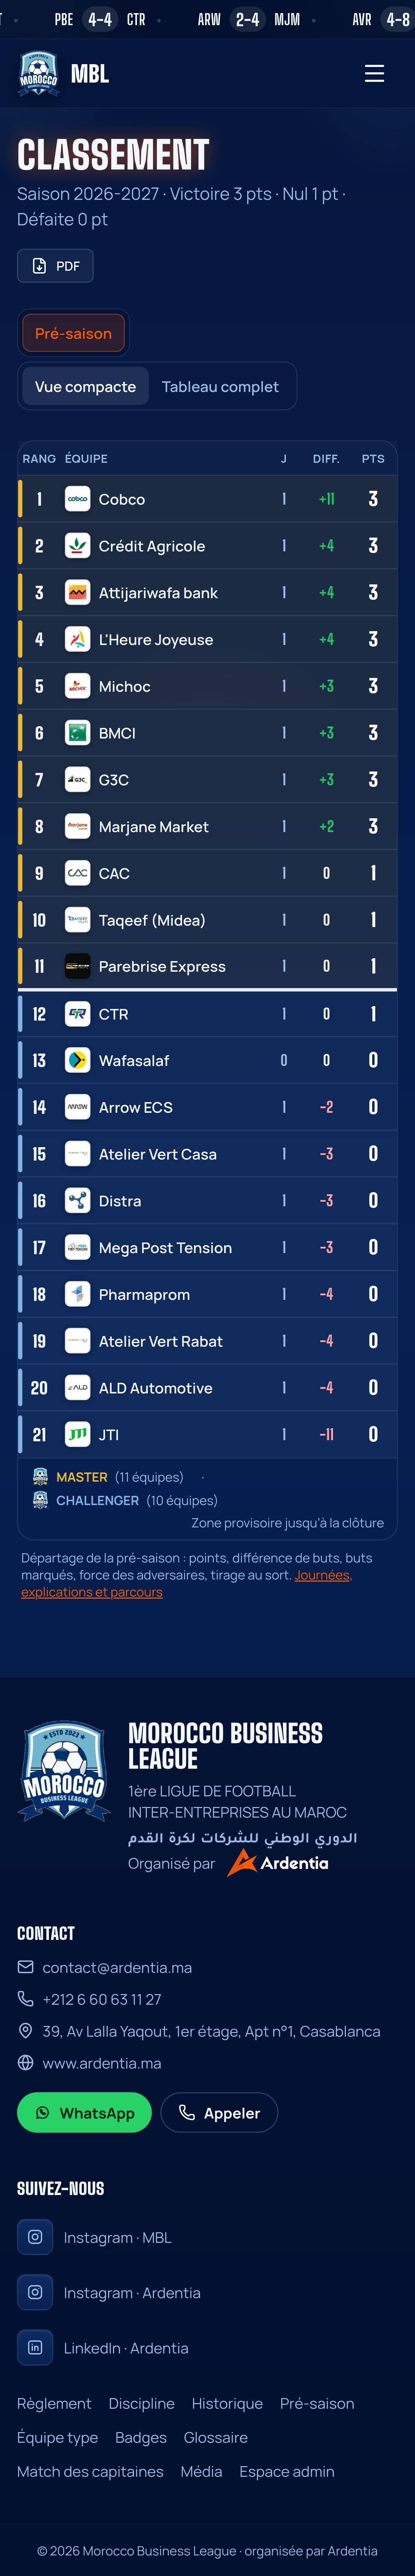 PBE 4-4 CTR · ARW 2-4 MJM · AVR 4-8
MOROCCO
MBL
CLASSEMENT
Saison 2026-2027 · Victoire 3 pts · Nul 1 pt ·
Défaite 0 pt
PDF
Pré-saison
Vue compacte Tableau complet
RANG ÉQUIPE J DIFF. PTS
1 cobco Cobco 1 +11 3
2 Crédit Agricole 1 +4 3
3 Attijariwafa bank 1 +4 3
4 L'Heure Joyeuse 1 +4 3
5 MICHOC Michoc 1 +3 3
6 BMCI 1 +3 3
7 G3C G3C 1 +3 3
8 Marjane Market 1 +2 3
9 CAC CAC 1 0 1
10 Taqeef (Midea) 1 0 1
11 Parebrise Express 1 0 1
12 CTR CTR 1 0 1
13 Wafasalaf 0 0 0
14 ARROW Arrow ECS 1 -2 0
15 Atelier Vert Casa 1 -3 0
16 Distra 1 -3 0
17 Mega Post Tension 1 -3 0
18 Pharmaprom 1 -4 0
19 Atelier Vert Rabat 1 -4 0
20 ALD ALD Automotive 1 -4 0
21 JTI JTI 1 -11 0
MASTER (11 équipes) ·
CHALLENGER (10 équipes)
Zone provisoire jusqu'à la clôture
Départage de la pré-saison : points, différence de buts, buts
marqués, force des adversaires, tirage au sort. Journées,
explications et parcours
ESTD 2023
MOROCCO
BUSINESS LEAGUE
MOROCCO BUSINESS
LEAGUE
1ère LIGUE DE FOOTBALL
INTER-ENTREPRISES AU MAROC
الدوري الوطني للشركات لكرة القدم
Organisé par Ardentia
CONTACT
contact@ardentia.ma
+212 6 60 63 11 27
39, Av Lalla Yaqout, 1er étage, Apt n°1, Casablanca
www.ardentia.ma
WhatsApp Appeler
SUIVEZ-NOUS
Instagram · MBL
Instagram · Ardentia
LinkedIn · Ardentia
Règlement Discipline Historique Pré-saison
Équipe type Badges Glossaire
Match des capitaines Média Espace admin
© 2026 Morocco Business League · organisée par Ardentia